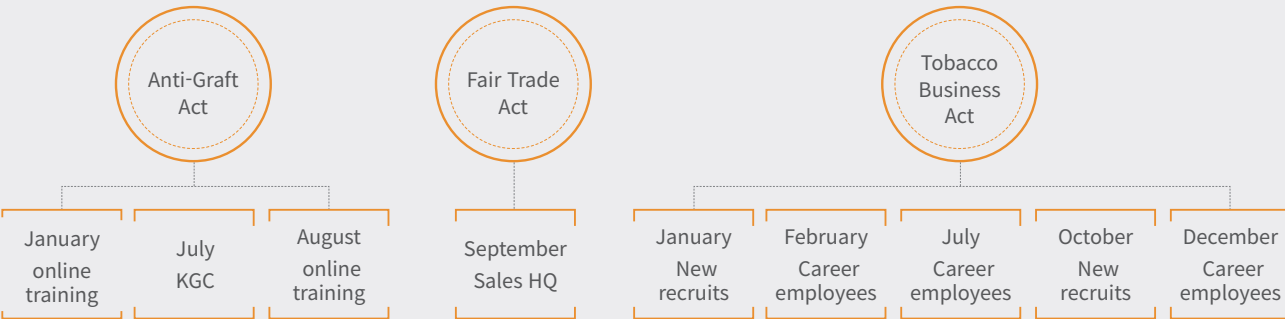 Anti-Graft
Act
Fair Trade
Act
Tobacco
Business
Act
January
online
training
July
KGC
August
online
training
September
Sales HQ
January
New
recruits
February
Career
employees
July
Career
employees
October
New
recruits
December
Career
employees